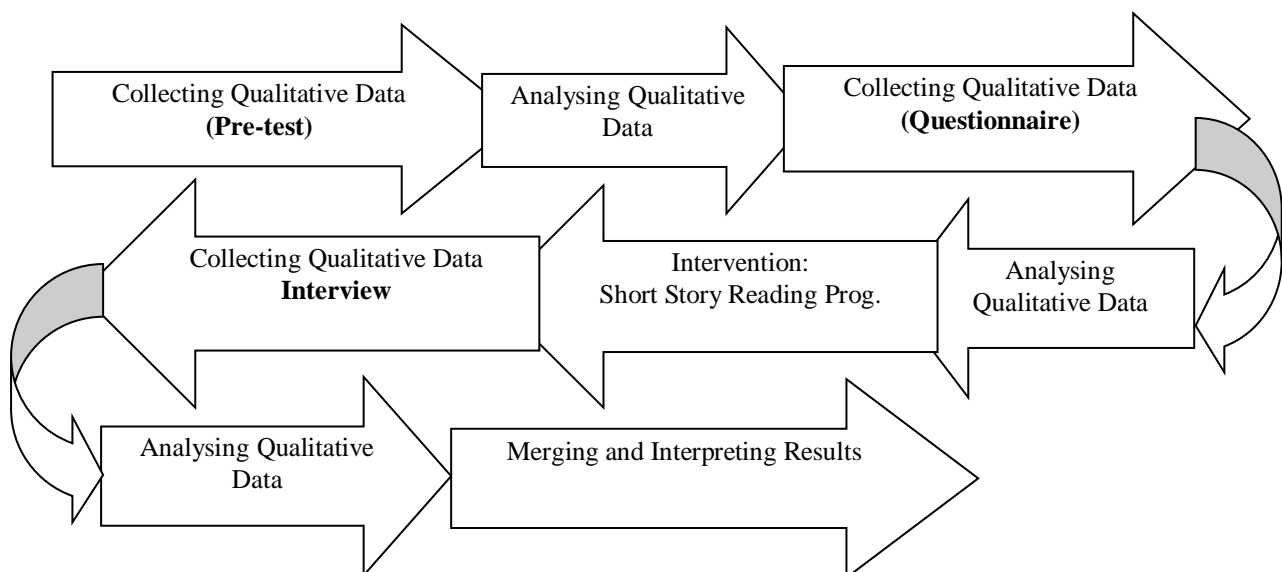 Collecting Qualitative Data
(Pre-test)
Analysing Qualitative
Data
Collecting Qualitative Data
(Questionnaire)
Analysing
Qualitative Data
Intervention:
Short Story Reading Prog.
Collecting Qualitative Data
Interview
Analysing Qualitative
Data
Merging and Interpreting Results